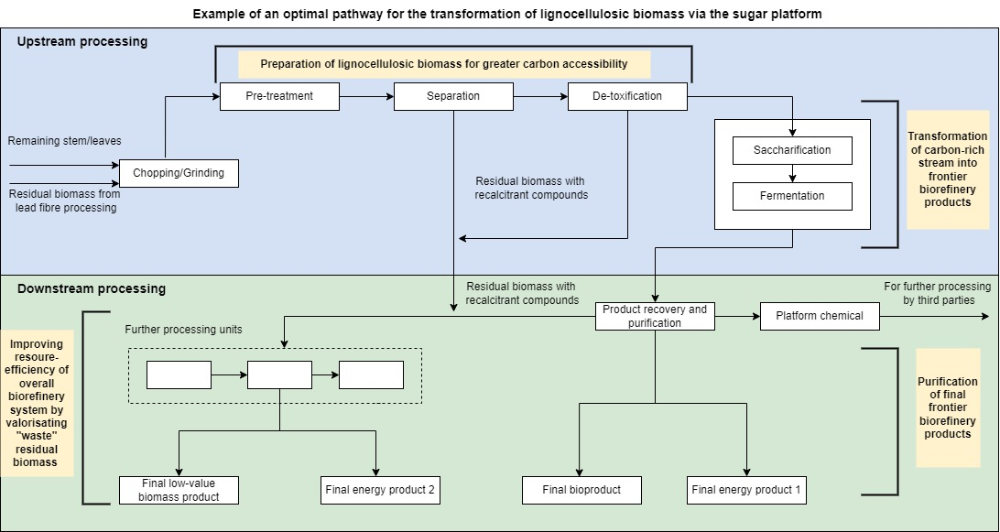 Example of an optimal pathway for the transformation of lignocellulosic biomass via the sugar platform
Upstream processing
Preparation of lignocellulosic biomass for greater carbon accessibility
Pre-treatment
Separation
De-toxification
Remaining stem/leaves
Chopping/Grinding
Residual biomass from
lead fibre processing
Residual biomass with
recalcitrant compounds
Saccharification
Fermentation
Transformation
of carbon-rich
stream into
frontier
biorefinery
products
Downstream processing
Residual biomass with
recalcitrant compounds
Product recovery and
purification
Platform chemical
For further processing
by third parties
Further processing units
Improving
resoure-
efficiency of
overall
biorefinery
system by
valorisating
"waste"
residual
biomass
Purification
of final
frontier
biorefinery
products
Final low-value
biomass product
Final energy product 2
Final bioproduct
Final energy product 1